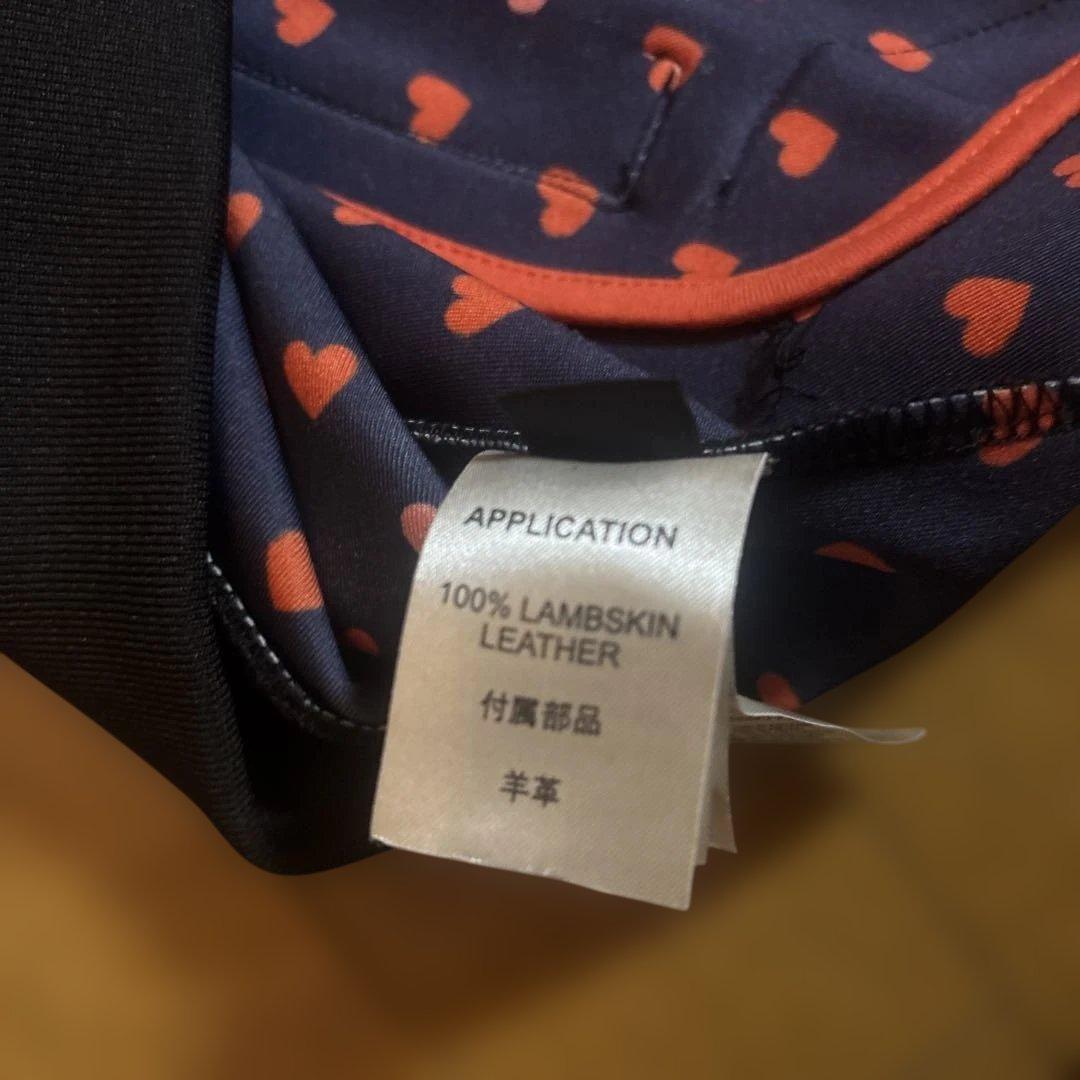 APPLICATION
100% LAMBSKIN
LEATHER
付属部品
羊革